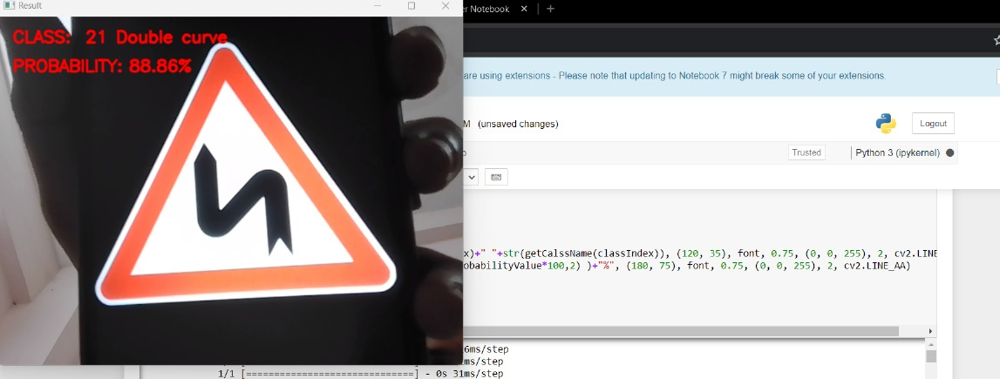 Result
CLASS: 21 Double curve
PROBABILITY: 88.86%
er Notebook
are using extensions - Please note that updating to Notebook 7 might break some of your extensions.
M (unsaved changes)
Logout
Trusted
Python 3 (ipykernel)
x)+" "+str(getCalssName(classIndex)), (120, 35), font, 0.75, (0, 0, 255), 2, cv2.LINE
obabilityValue*100,2) )+"%", (180, 75), font, 0.75, (0, 0, 255), 2, cv2.LINE_AA)
6ms/step
ms/step
1/1 [==============================] - 0s 31ms/step